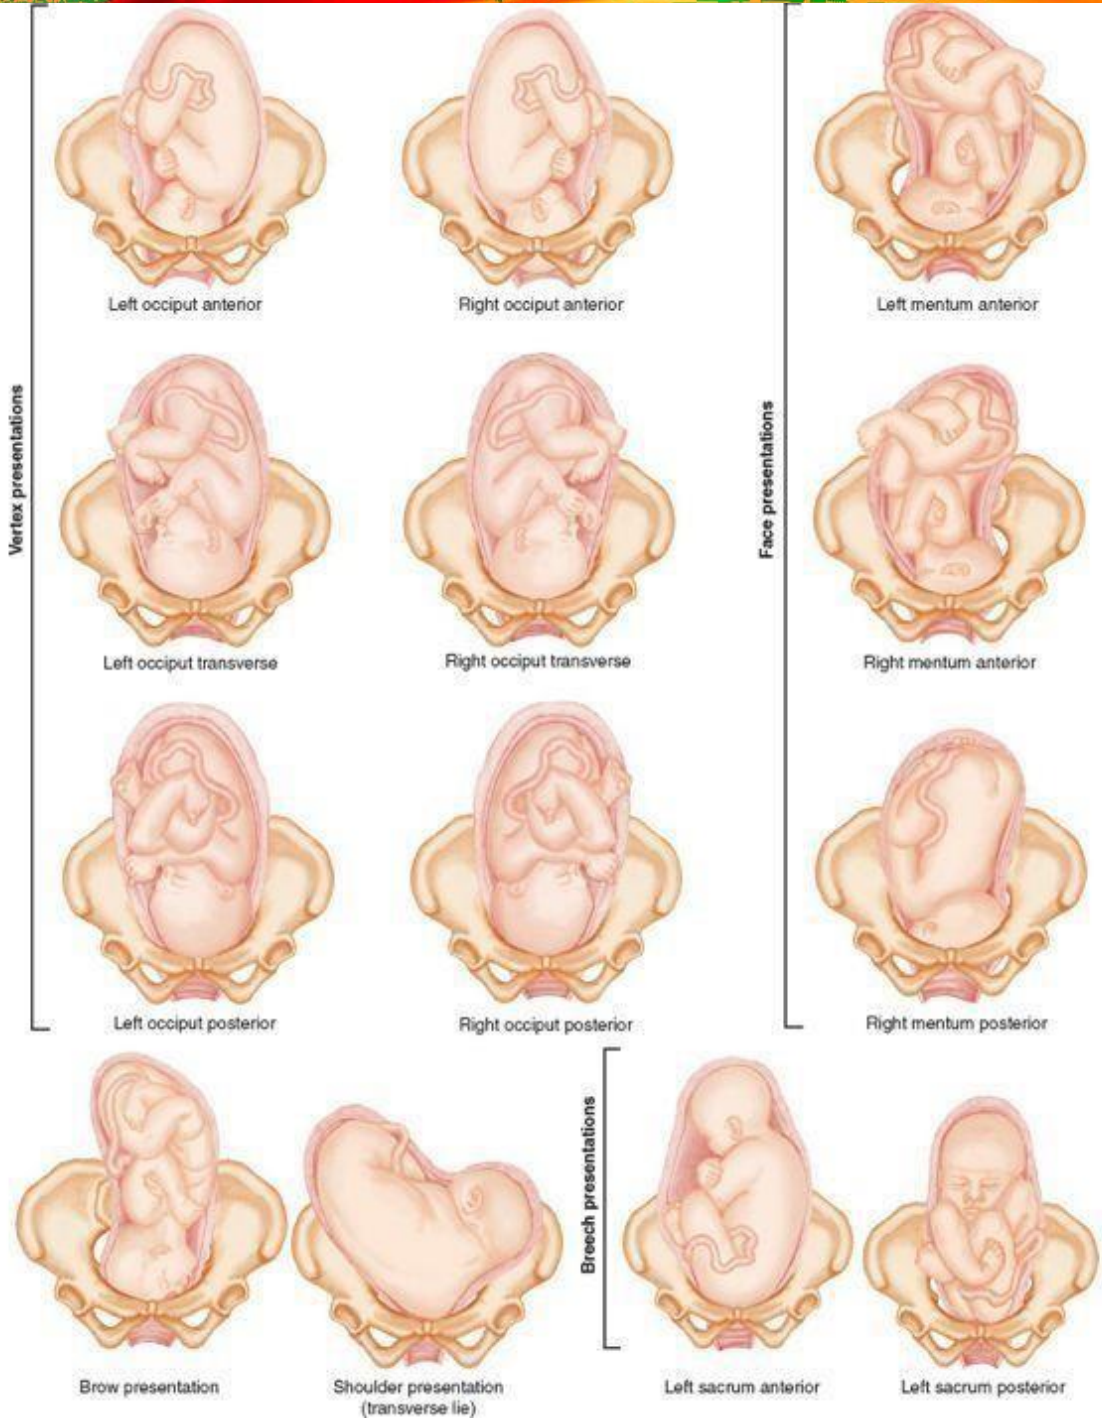 Vertex presentations
Left occiput anterior
Right occiput anterior
Left occiput transverse
Right occiput transverse
Left occiput posterior
Right occiput posterior
Face presentations
Left mentum anterior
Right mentum anterior
Right mentum posterior
Brow presentation
Shoulder presentation
(transverse lie)
Breech presentations
Left sacrum anterior
Left sacrum posterior